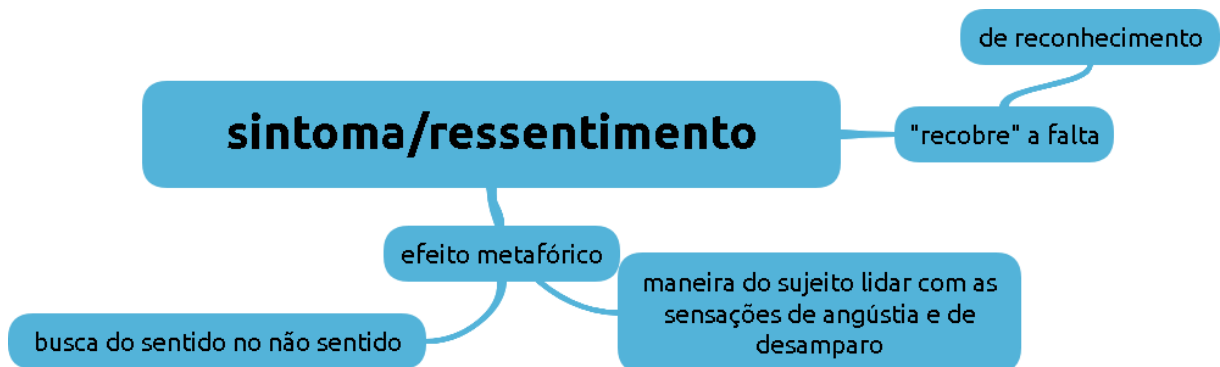 de reconhecimento
sintoma/ressentimento
"recobre" a falta
efeito metafórico
maneira do sujeito lidar com as
sensações de angústia e de
desamparo
busca do sentido no não sentido